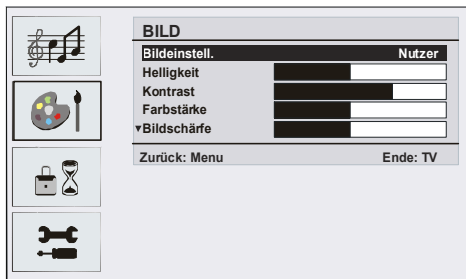 BILD
Bildeinstell. Nutzer
Helligkeit
Kontrast
Farbstärke
▾Bildschärfe
Zurück: Menu Ende: TV